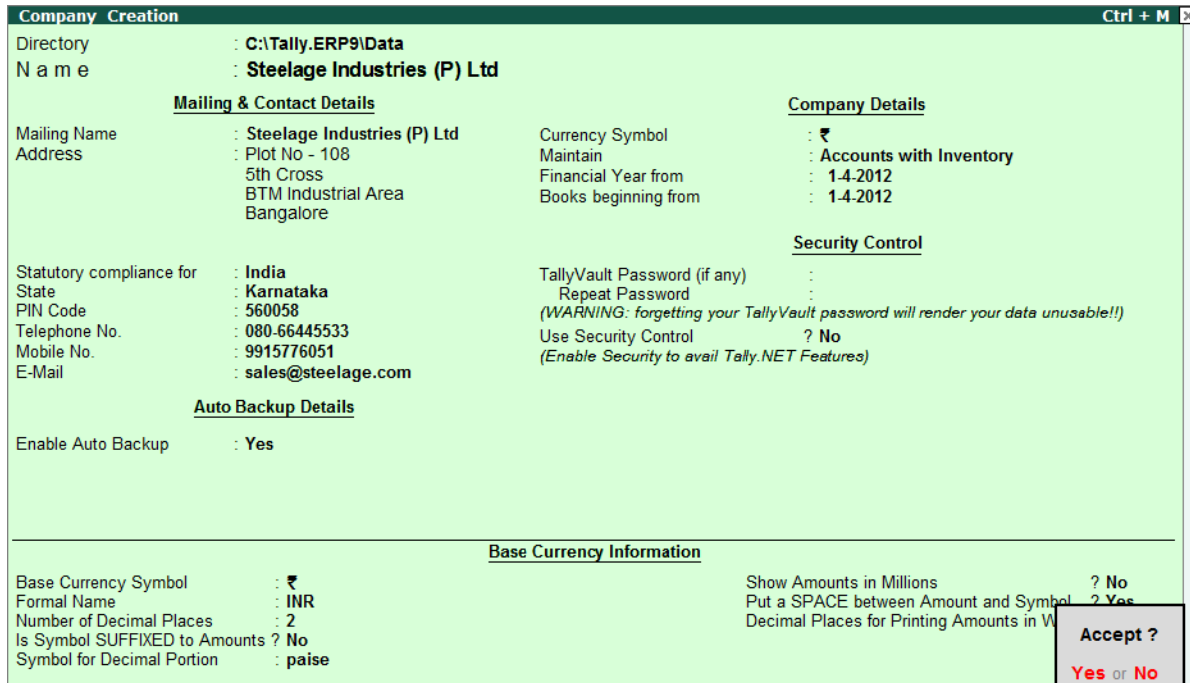 Company Creation Ctrl + M
Directory : C:\Tally.ERP9\Data
Name : Steelage Industries (P) Ltd
Mailing & Contact Details
Mailing Name : Steelage Industries (P) Ltd
Address : Plot No - 108
5th Cross
BTM Industrial Area
Bangalore
Statutory compliance for : India
State : Karnataka
PIN Code : 560058
Telephone No. : 080-66445533
Mobile No. : 9915776051
E-Mail : sales@steelage.com
Auto Backup Details
Enable Auto Backup : Yes
Company Details
Currency Symbol : ₹
Maintain : Accounts with Inventory
Financial Year from : 1-4-2012
Books beginning from : 1-4-2012
Security Control
TallyVault Password (if any) :
Repeat Password :
(WARNING: forgetting your TallyVault password will render your data unusable!!)
Use Security Control ? No
(Enable Security to avail Tally.NET Features)
Base Currency Information
Base Currency Symbol : ₹
Formal Name : INR
Number of Decimal Places : 2
Is Symbol SUFFIXED to Amounts ? No
Symbol for Decimal Portion : paise
Show Amounts in Millions ? No
Put a SPACE between Amount and Symbol ? Yes
Decimal Places for Printing Amounts in W
Accept ?
Yes or No